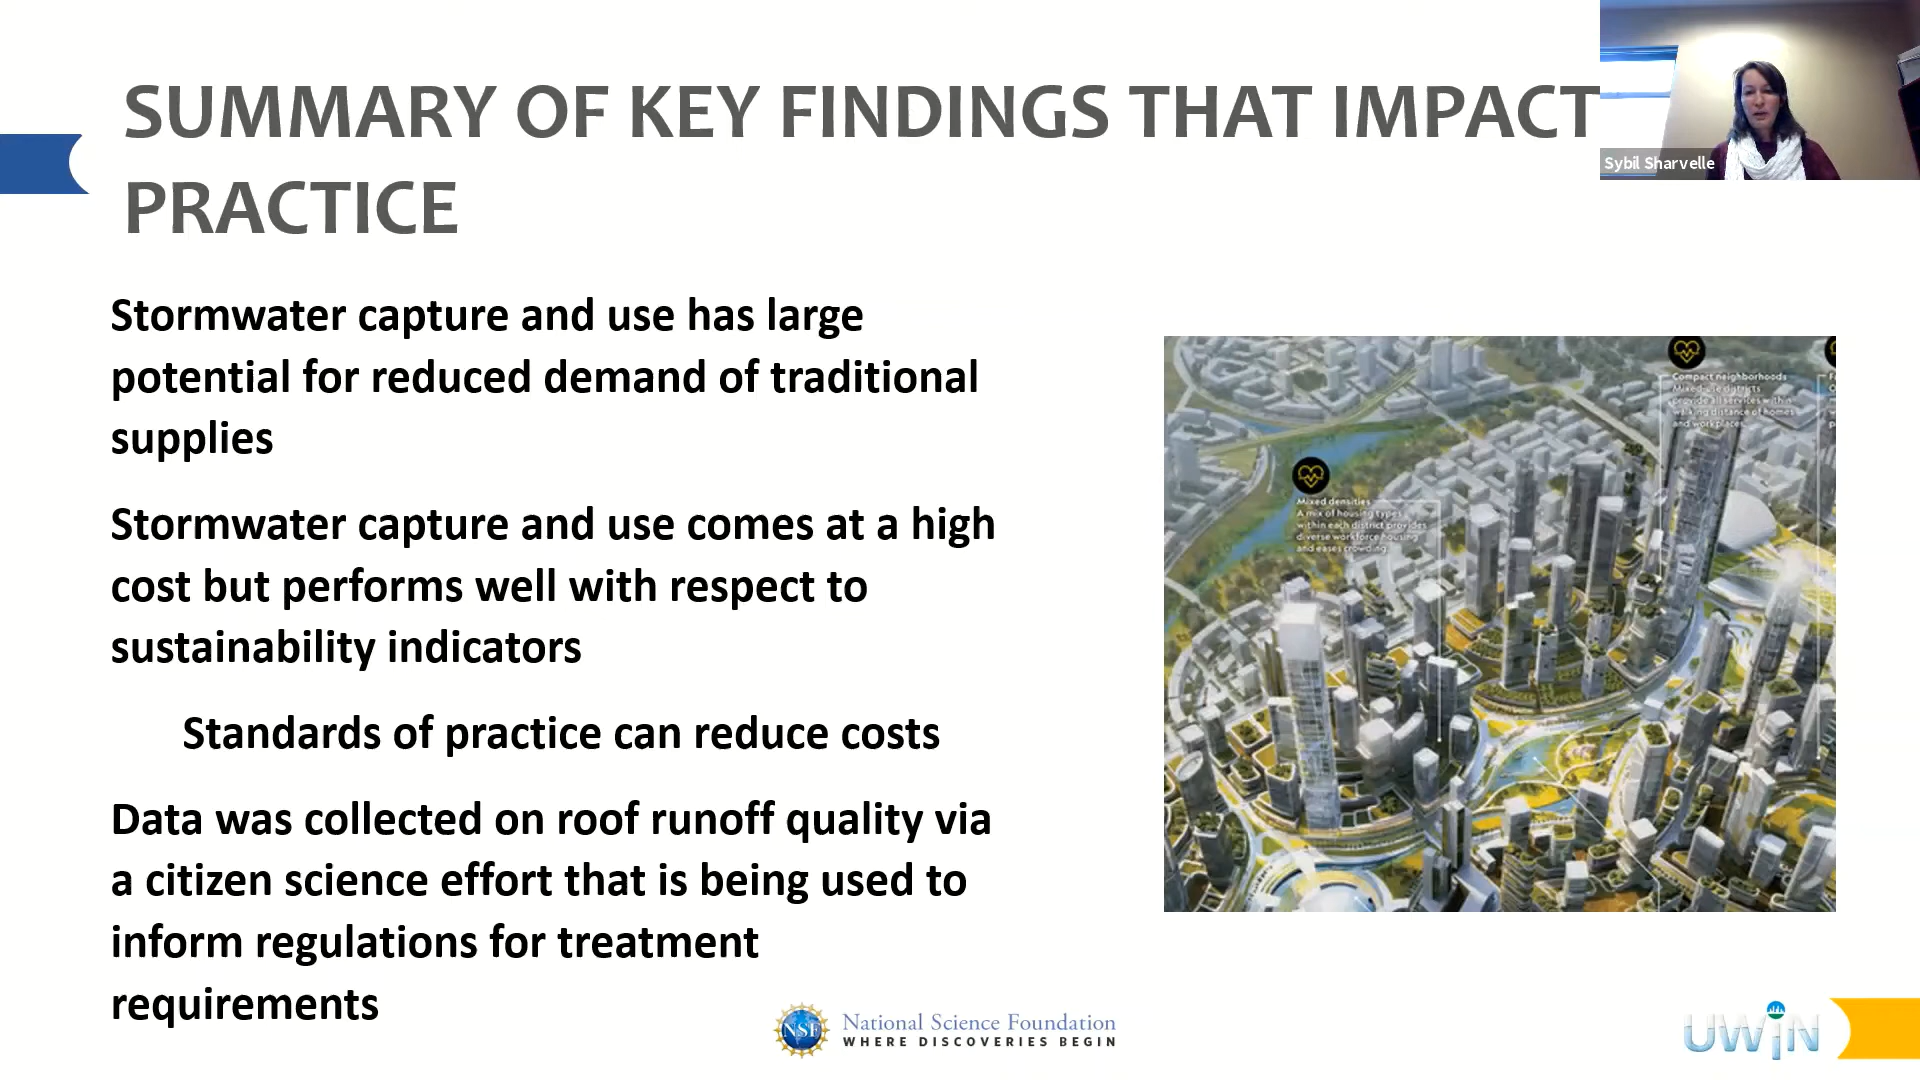 SUMMARY OF KEY FINDINGS THAT IMPACT
PRACTICE
Sybil Sharvelle
Stormwater capture and use has large
potential for reduced demand of traditional
supplies
Stormwater capture and use comes at a high
cost but performs well with respect to
sustainability indicators
Standards of practice can reduce costs
Data was collected on roof runoff quality via
a citizen science effort that is being used to
inform regulations for treatment
requirements
Compact neighborhoods
Mixed-use districts
provide all services within
walking distance of homes
and workplaces.
Mixed densities
A mix of housing types
within each district provides
diverse workforce housing
and eases crowding.
NSF
National Science Foundation
WHERE DISCOVERIES BEGIN
UWiN